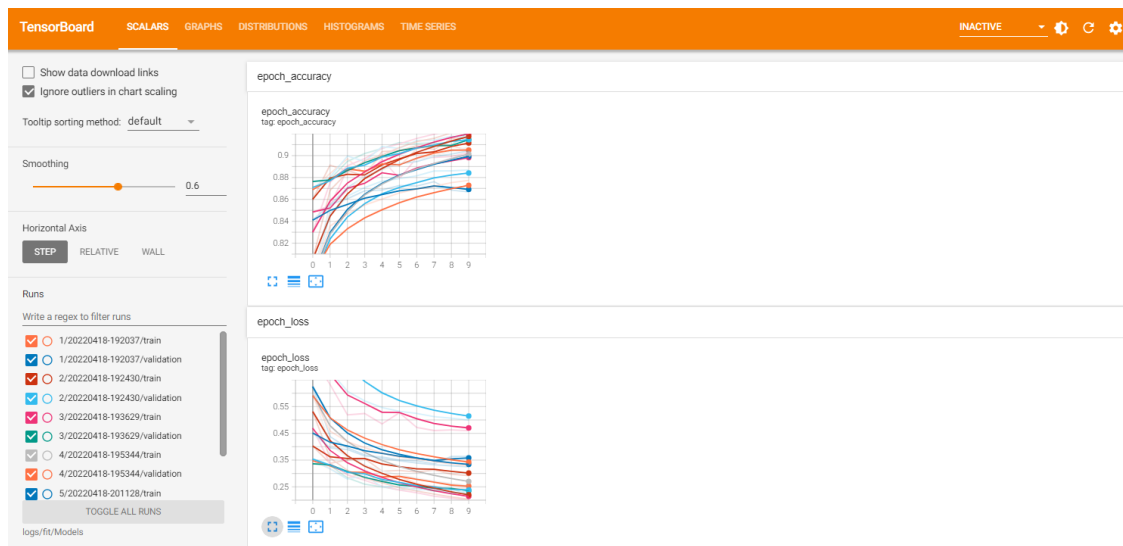 TensorBoard SCALARS GRAPHS DISTRIBUTIONS HISTOGRAMS TIME SERIES INACTIVE
Show data download links
Ignore outliers in chart scaling
Tooltip sorting method: default
Smoothing
0.6
Horizontal Axis
STEP RELATIVE WALL
Runs
Write a regex to filter runs
1/20220418-192037/train
1/20220418-192037/validation
2/20220418-192430/train
2/20220418-192430/validation
3/20220418-193629/train
3/20220418-193629/validation
4/20220418-195344/train
4/20220418-195344/validation
5/20220418-201128/train
TOGGLE ALL RUNS
logs/fit/Models
epoch_accuracy
epoch_accuracy
tag: epoch_accuracy
0.9
0.88
0.86
0.84
0.82
0 1 2 3 4 5 6 7 8 9
epoch_loss
epoch_loss
tag: epoch_loss
0.55
0.45
0.35
0.25
0 1 2 3 4 5 6 7 8 9